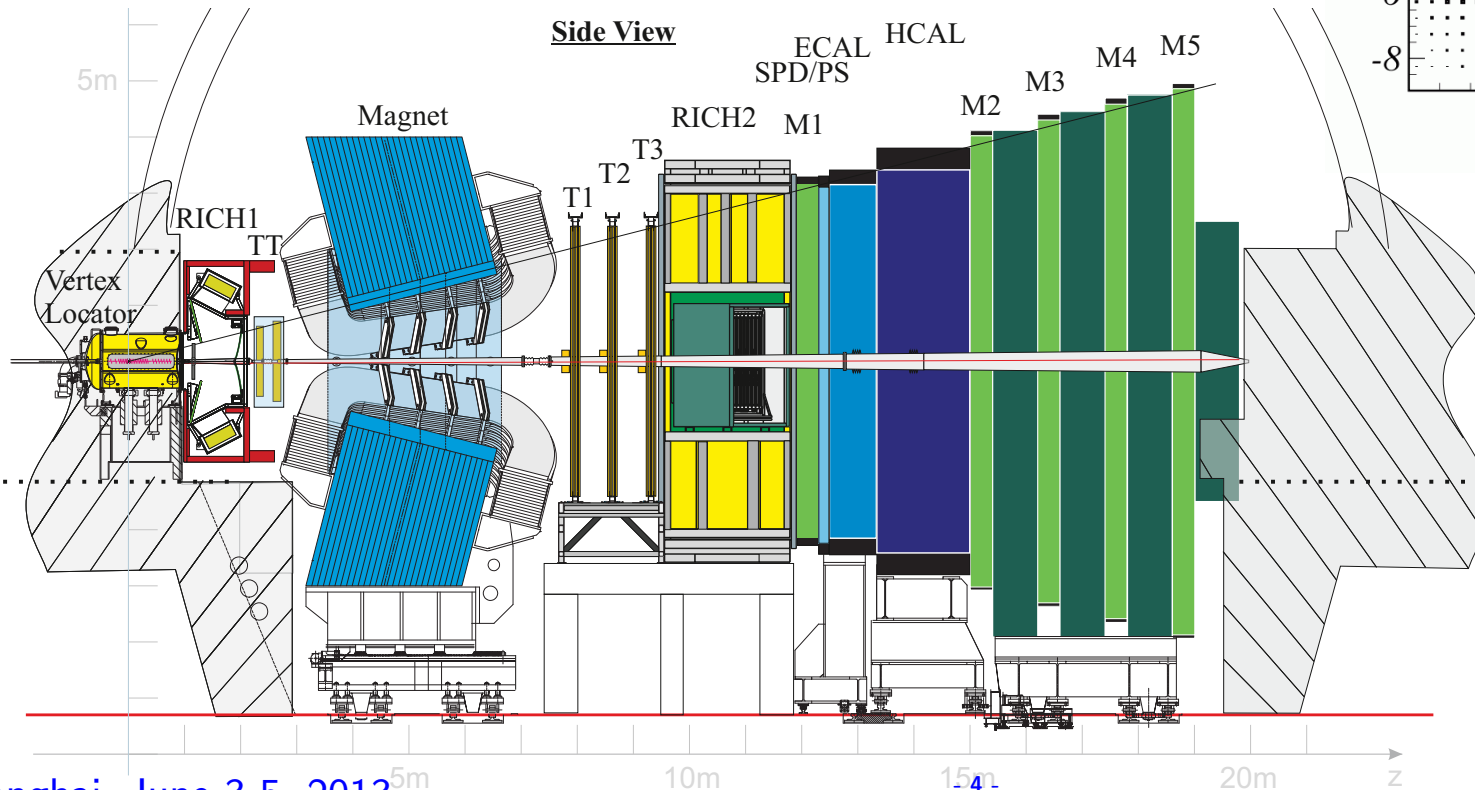 Side View
-8
5m
ECAL
HCAL
SPD/PS
M5
M4
M3
M2
M1
Magnet
RICH2
T3
T2
T1
RICH1
TT
Vertex
Locator
5m
10m
15m
20m
z
June 3-5, 2013
- 4 -